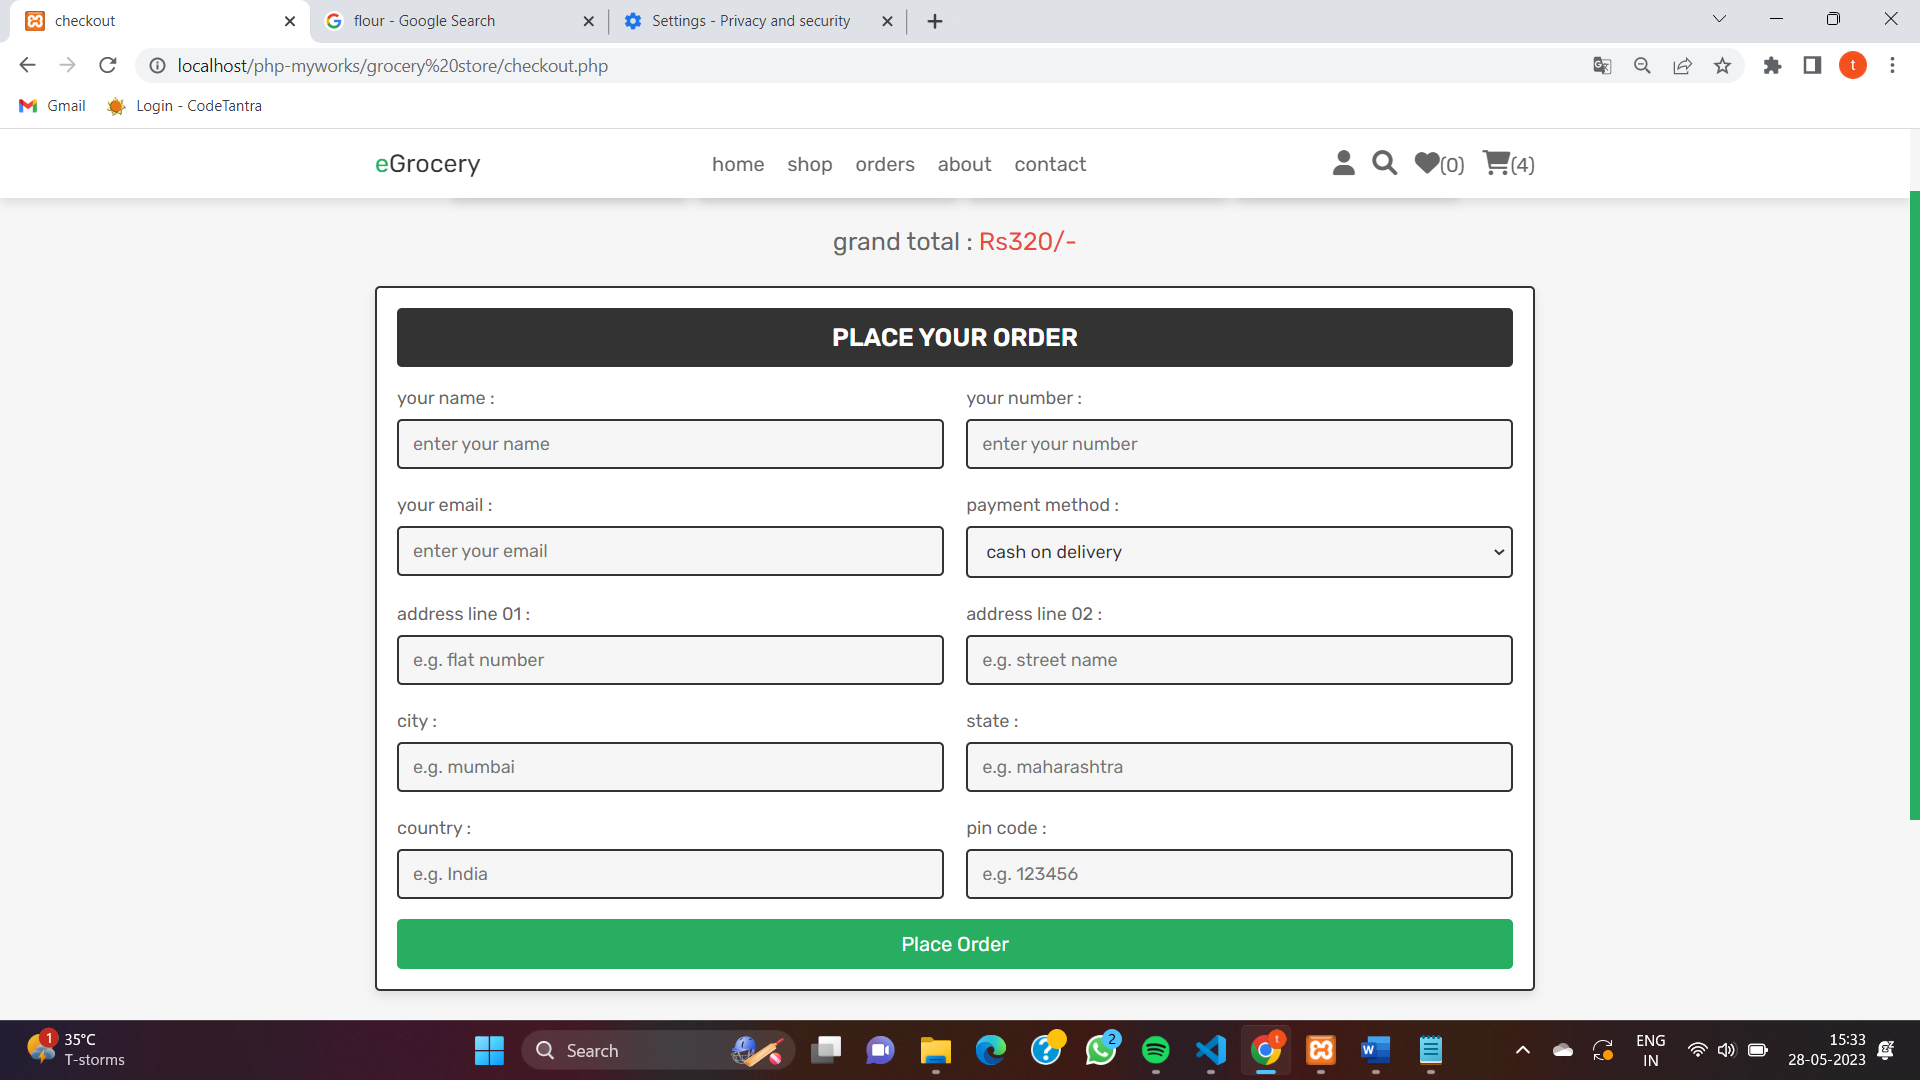 checkout
flour - Google Search
Settings - Privacy and security
localhost/php-myworks/grocery%20store/checkout.php
t
Gmail
Login - CodeTantra
eGrocery
home
shop
orders
about
contact
(0)
(4)
grand total : Rs320/-
PLACE YOUR ORDER
your name :
your number :
enter your name
enter your number
your email :
payment method :
enter your email
cash on delivery
address line 01 :
address line 02 :
e.g. flat number
e.g. street name
city :
state :
e.g. mumbai
e.g. maharashtra
country :
pin code :
e.g. India
e.g. 123456
Place Order
1
35°C
T-storms
Search
2
t
ENG
IN
15:33
28-05-2023